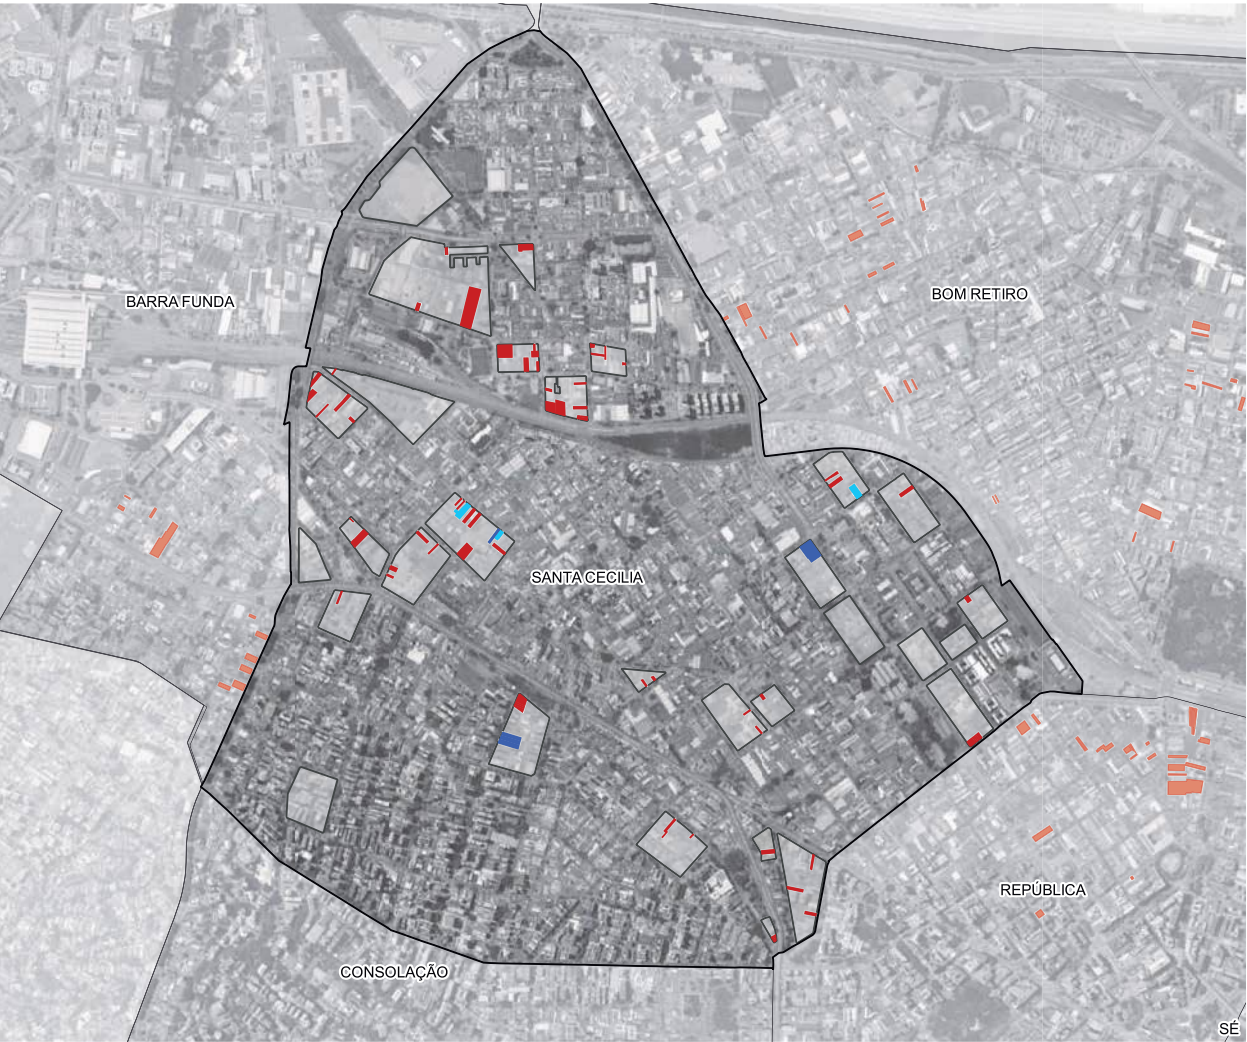 BARRA FUNDA
BOM RETIRO
SANTA CECILIA
REPÚBLICA
CONSOLAÇÃO
SÉ